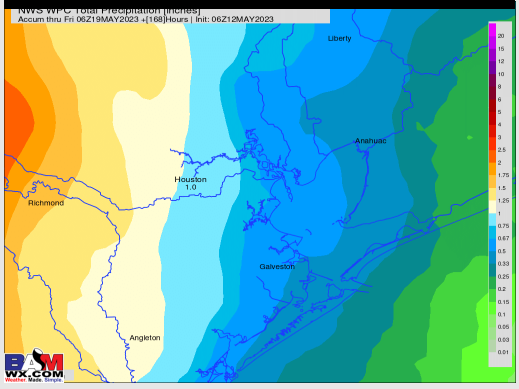 NWS WPC Total Precipitation [inches]
Accum thru Fri 06Z19MAY2023 +[168]Hours | Init: 06Z12MAY2023
Liberty
Anahuac
Houston
1.0
Richmond
Galveston
Angleton
20
15
12
10
8
6
5
4
3
2.5
2
1.75
1.5
1.25
1
0.75
0.67
0.5
0.33
0.25
0.2
0.15
0.1
0.05
0.03
0.01
BAM
WX.COM
Weather. Made. Simple.